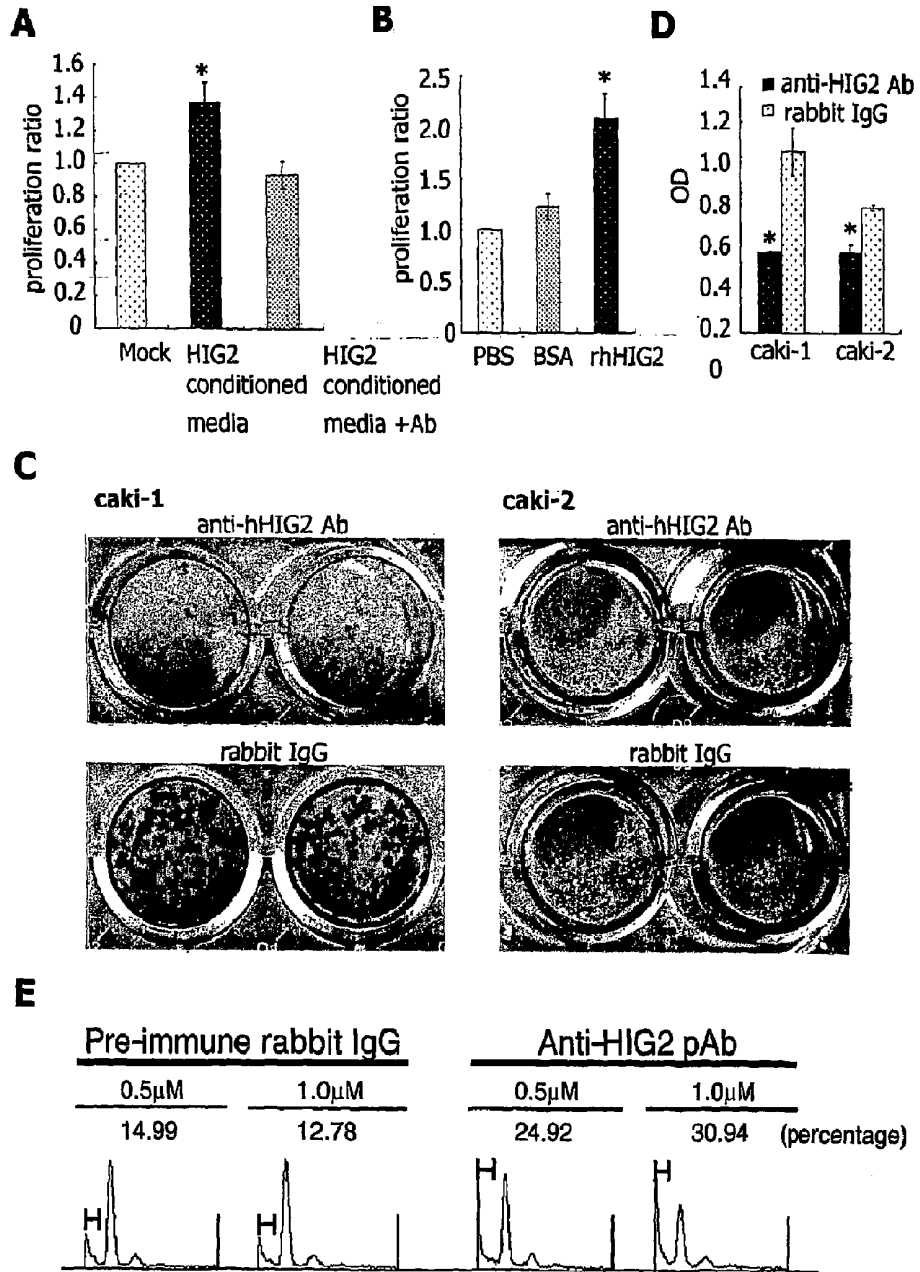 A
proliferation ratio
1.6
1.4
1.2
1.0
0.8
0.6
0.4
0.2
0
*
Mock
HIG2
conditioned
media
HIG2
conditioned
media +Ab
B
proliferation ratio
2.5
2.0
1.5
1.0
0.5
0
*
PBS
BSA
rhHIG2
D
OD
1.4
1.2
1.0
0.8
0.6
0.4
0.2
0
anti-HIG2 Ab
rabbit IgG
*
*
caki-1
caki-2
C
caki-1
anti-hHIG2 Ab
rabbit IgG
caki-2
anti-hHIG2 Ab
rabbit IgG
E
Pre-immune rabbit IgG
0.5μM
1.0μM
14.99
12.78
Anti-HIG2 pAb
0.5μM
1.0μM
24.92
30.94
(percentage)